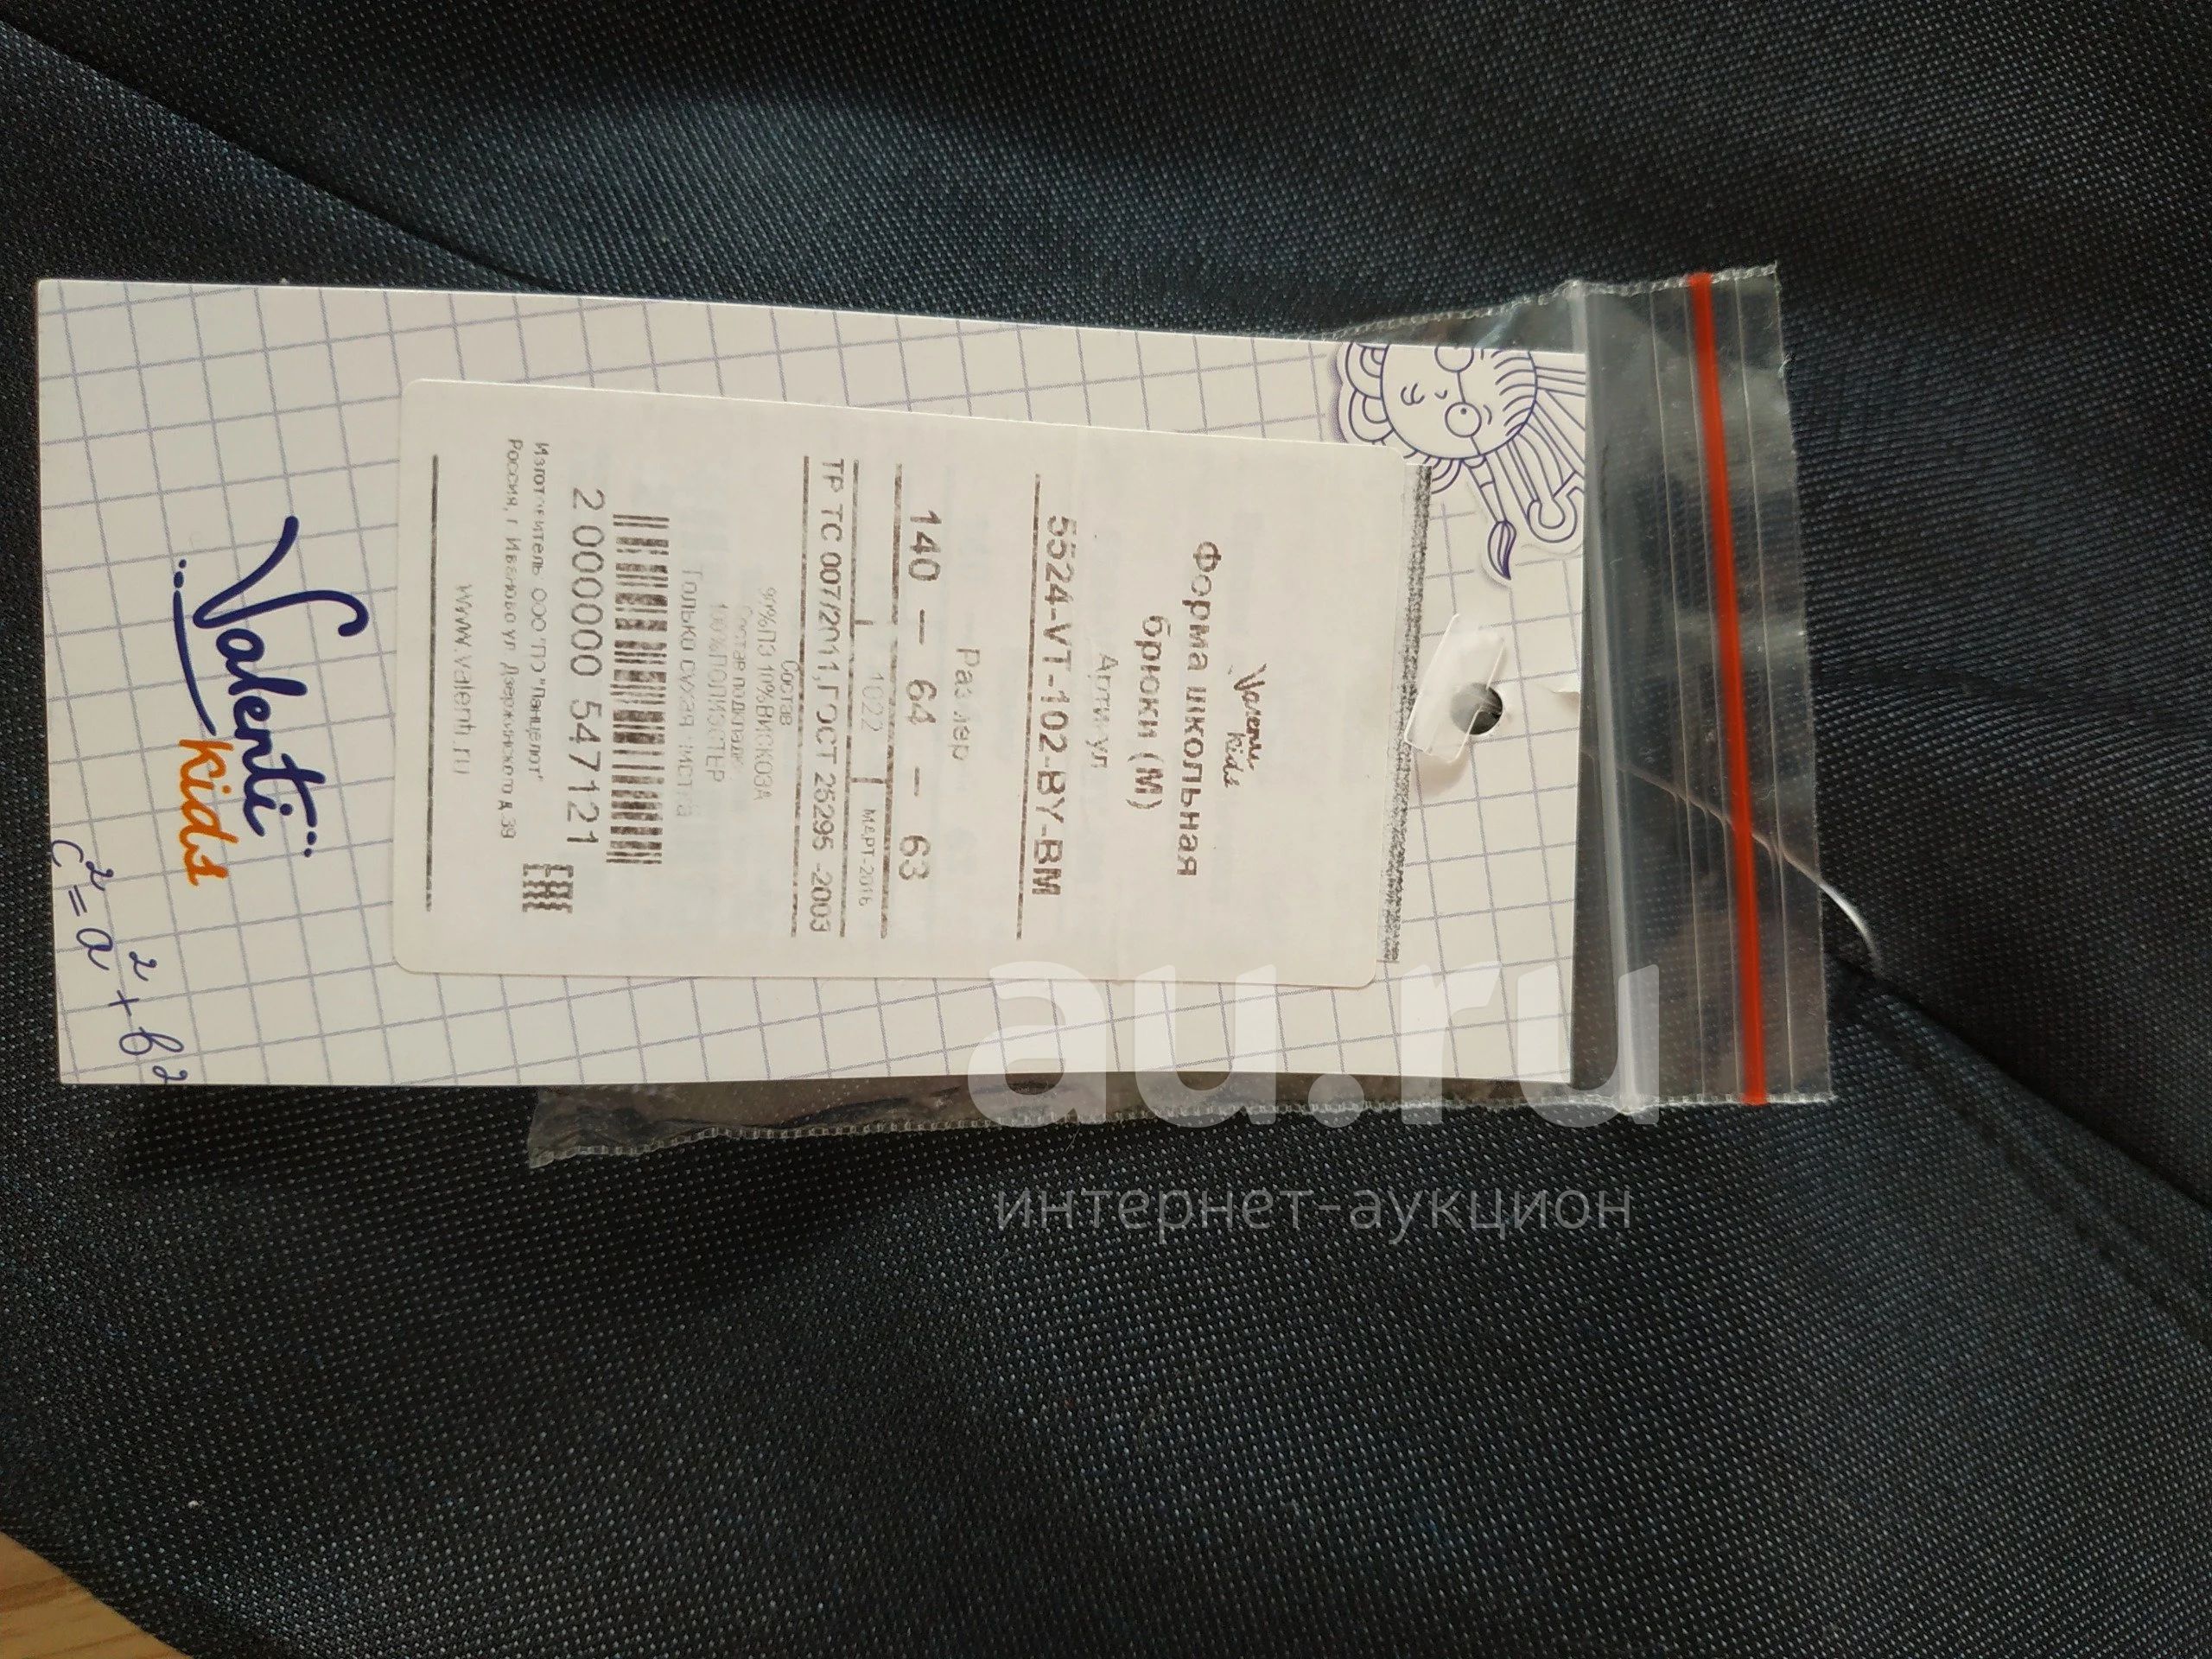 Valenti
kids
Форма школьная
брюки (М)
Артикул
5524-VT-102-BY-BM
Размер
140 – 64 – 63
1022 МАРТ-2016
ТР ТС 007/2011, ГОСТ 25295 -2003
Состав
90%ПЭ 10%ВИСКОЗА
Состав подкладки:
100%ПОЛИЭСТЕР
Только сухая чистка
2 000000 547121
Изготовитель: ООО "ПО "Ланцелот"
Россия, г. Иваново ул. Дзержинского д.39
www.valenti.ru
Valenti
kids
c²=a²+b²
au.ru
интернет-аукцион